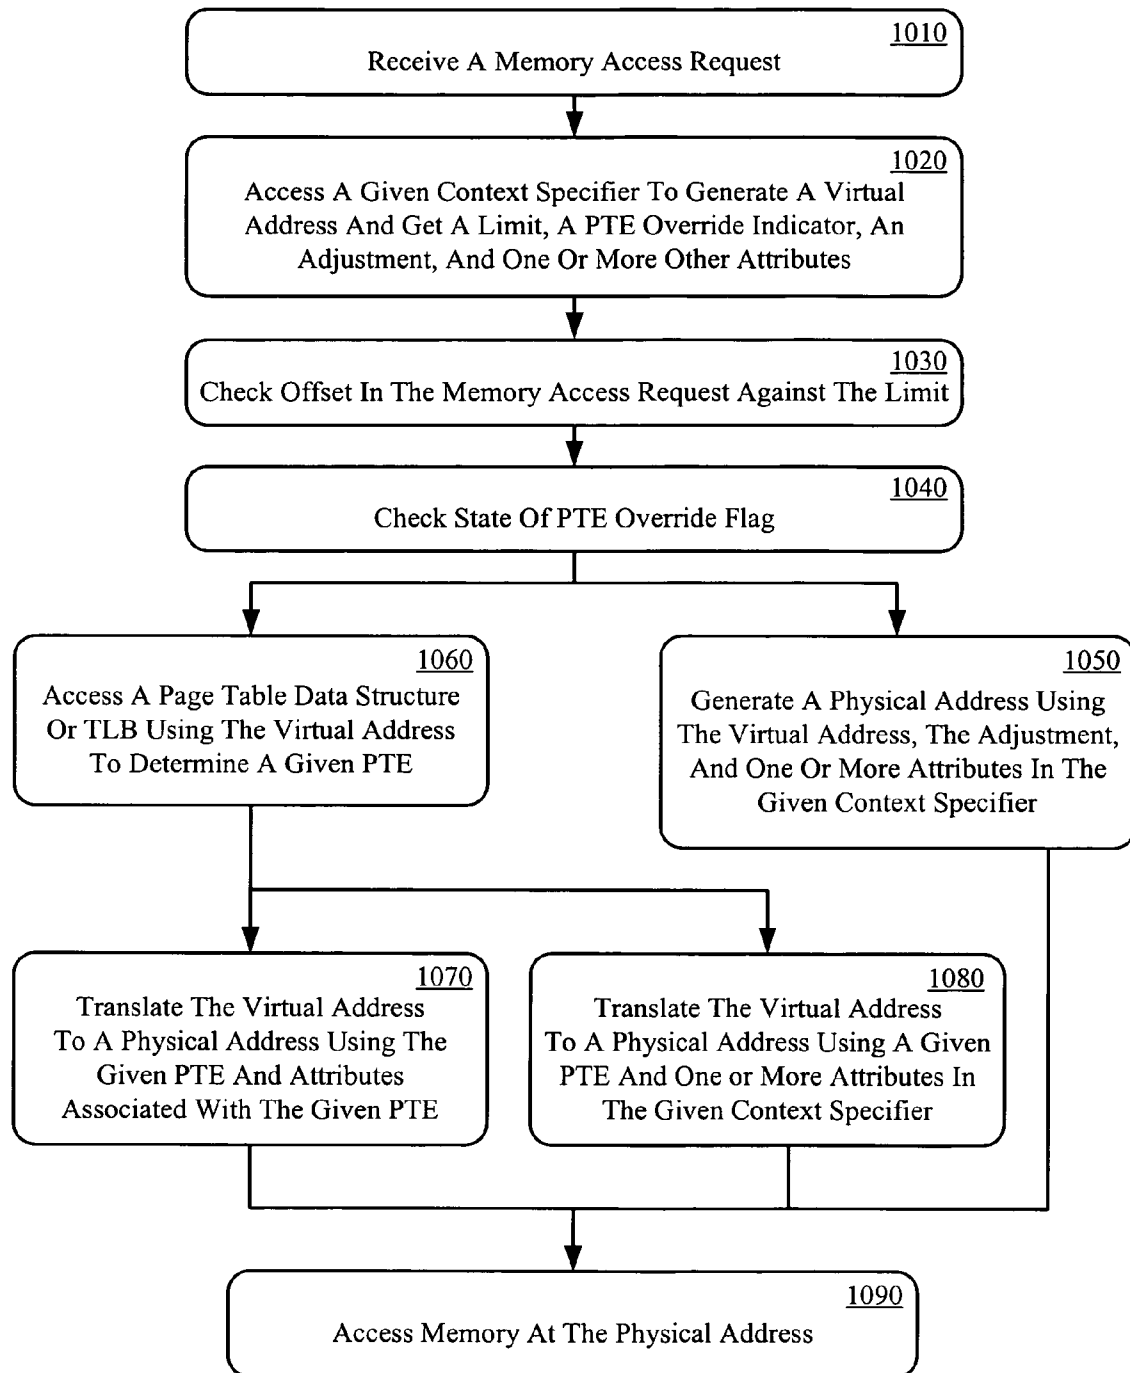 1010
Receive A Memory Access Request
1020
Access A Given Context Specifier To Generate A Virtual
Address And Get A Limit, A PTE Override Indicator, An
Adjustment, And One Or More Other Attributes
1030
Check Offset In The Memory Access Request Against The Limit
1040
Check State Of PTE Override Flag
1060
Access A Page Table Data Structure
Or TLB Using The Virtual Address
To Determine A Given PTE
1050
Generate A Physical Address Using
The Virtual Address, The Adjustment,
And One Or More Attributes In The
Given Context Specifier
1070
Translate The Virtual Address
To A Physical Address Using The
Given PTE And Attributes
Associated With The Given PTE
1080
Translate The Virtual Address
To A Physical Address Using A Given
PTE And One or More Attributes In
The Given Context Specifier
1090
Access Memory At The Physical Address